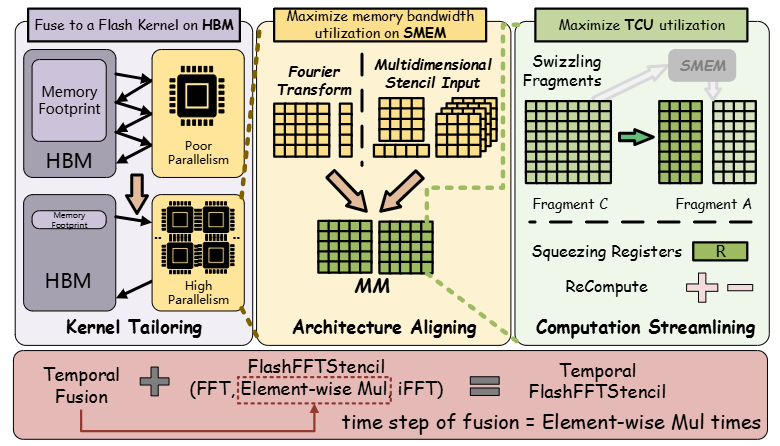 Fuse to a Flash Kernel on HBM
Memory
Footprint
HBM
Poor
Parallelism
Memory
Footprint
HBM
High
Parallelism
Kernel Tailoring
Maximize memory bandwidth
utilization on SMEM
Fourier
Transform
Multidimensional
Stencil Input
MM
Architecture Aligning
Maximize TCU utilization
Swizzling
Fragments
SMEM
Fragment C
Fragment A
Squeezing Registers
R
ReCompute
Computation Streamlining
Temporal
Fusion
FlashFFTStencil
(FFT, Element-wise Mul, iFFT)
Temporal
FlashFFTStencil
time step of fusion = Element-wise Mul times